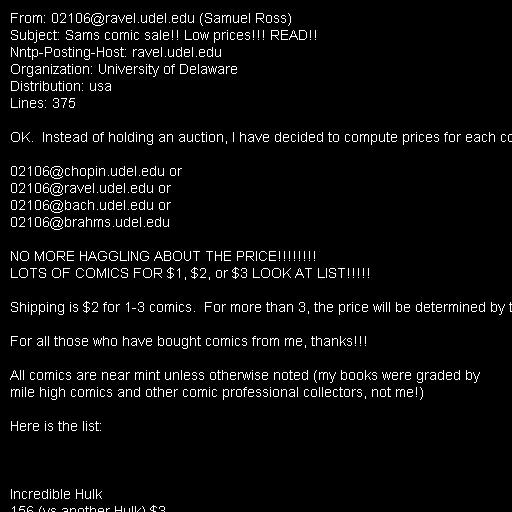 From: 02106@ravel.udel.edu (Samuel Ross)
Subject: Sams comic sale!! Low prices!!! READ!!
Nntp-Posting-Host: ravel.udel.edu
Organization: University of Delaware
Distribution: usa
Lines: 375
OK.  Instead of holding an auction, I have decided to compute prices for each
02106@chopin.udel.edu or
02106@ravel.udel.edu or
02106@bach.udel.edu or
02106@brahms.udel.edu
NO MORE HAGGLING ABOUT THE PRICE!!!!!!!!
LOTS OF COMICS FOR $1, $2, or $3 LOOK AT LIST!!!!!
Shipping is $2 for 1-3 comics.  For more than 3, the price will be determined by
For all those who have bought comics from me, thanks!!!
All comics are near mint unless otherwise noted (my books were graded by
mile high comics and other comic professional collectors, not me!)
Here is the list:
Incredible Hulk
156 (vs another Hulk) $3